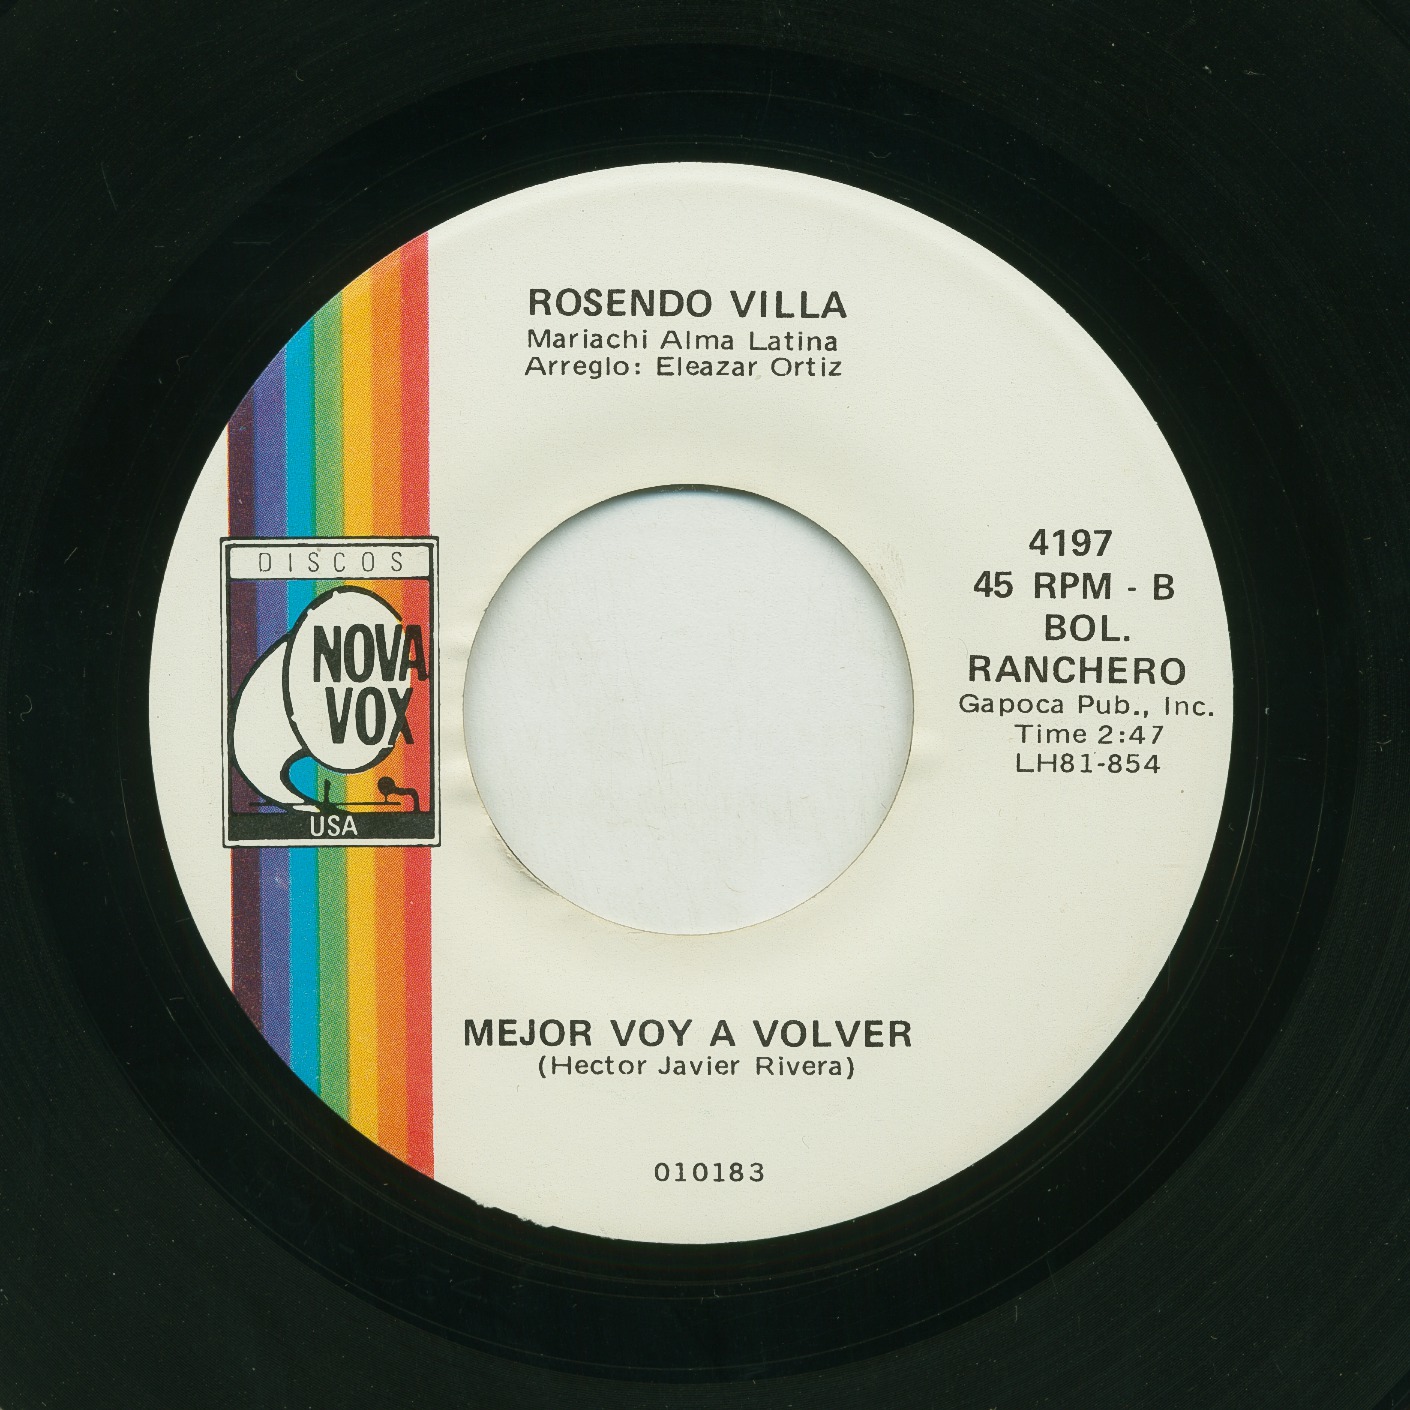 ROSENDO VILLA
Mariachi Alma Latina
Arreglo: Eleazar Ortiz
DISCOS
NOVA
VOX
USA
4197
45 RPM - B
BOL.
RANCHERO
Gapoca Pub., Inc.
Time 2:47
LH81-854
MEJOR VOY A VOLVER
(Hector Javier Rivera)
010183